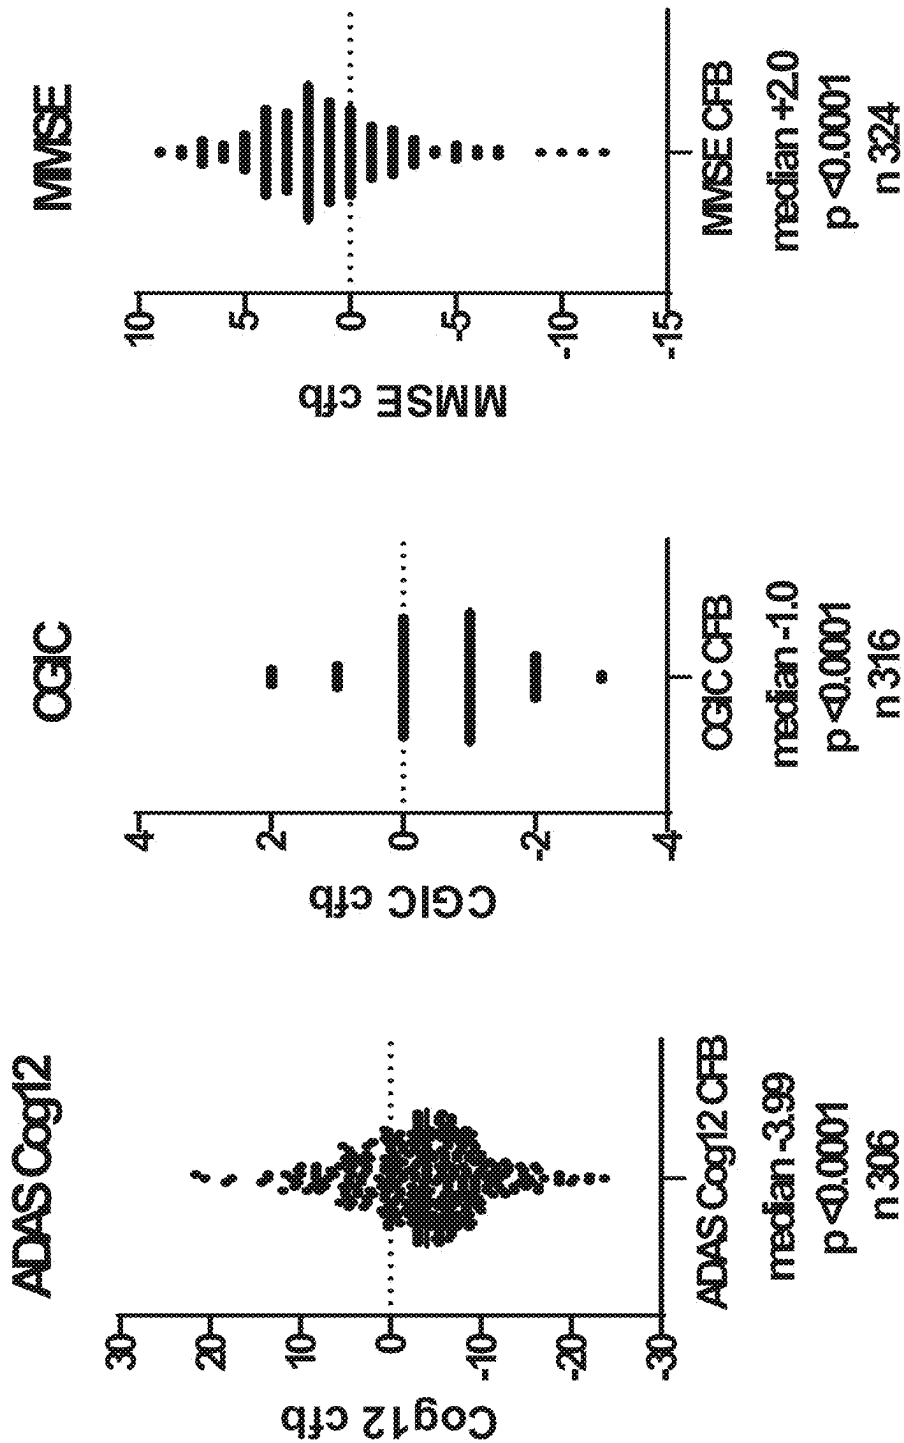 ADAS Cog12
Cog12 cfb
30
20
10
0
-10
-20
-30
ADAS Cog12 CFB
median -3.99
p <0.0001
n 306
CGIC
CGIC cfb
4
2
0
-2
-4
CGIC CFB
median -1.0
p <0.0001
n 316
MMSE
MMSE cfb
10
5
0
-5
-10
-15
MMSE CFB
median +2.0
p <0.0001
n 324